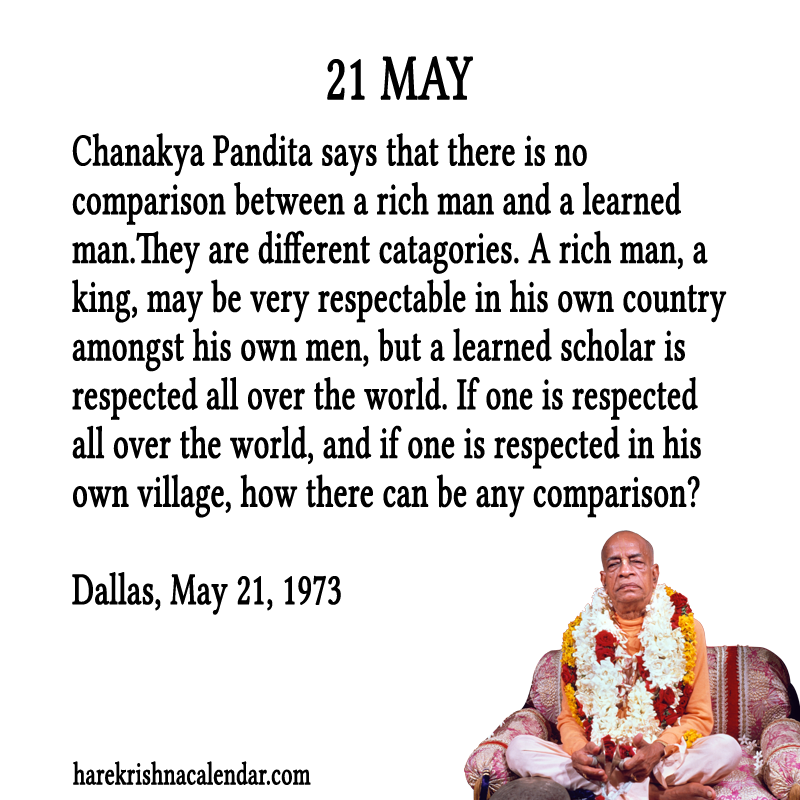 21 MAY
Chanakya Pandita says that there is no
comparison between a rich man and a learned
man.They are different catagories. A rich man, a
king, may be very respectable in his own country
amongst his own men, but a learned scholar is
respected all over the world. If one is respected
all over the world, and if one is respected in his
own village, how there can be any comparison?
Dallas, May 21, 1973
harekrishnacalendar.com